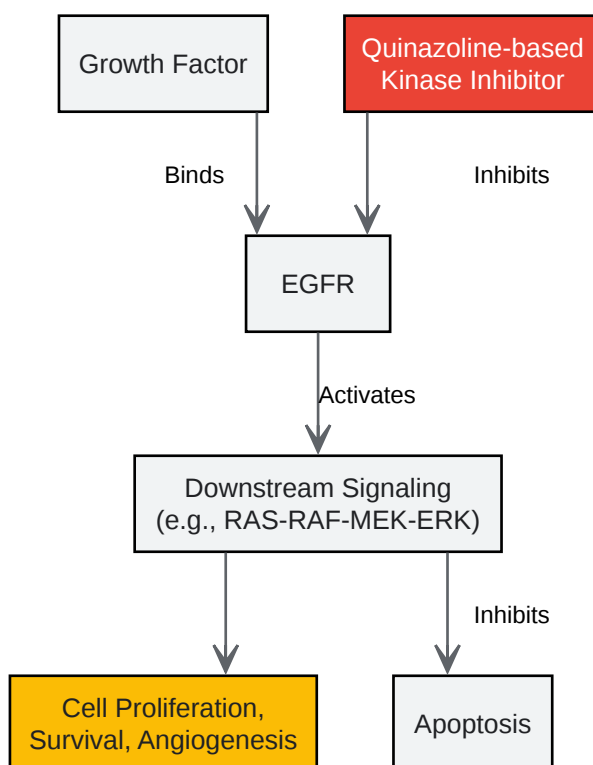 Growth Factor
Quinazoline-based
Kinase Inhibitor
Binds
Inhibits
EGFR
Activates
Downstream Signaling
(e.g., RAS-RAF-MEK-ERK)
Inhibits
Cell Proliferation,
Survival, Angiogenesis
Apoptosis